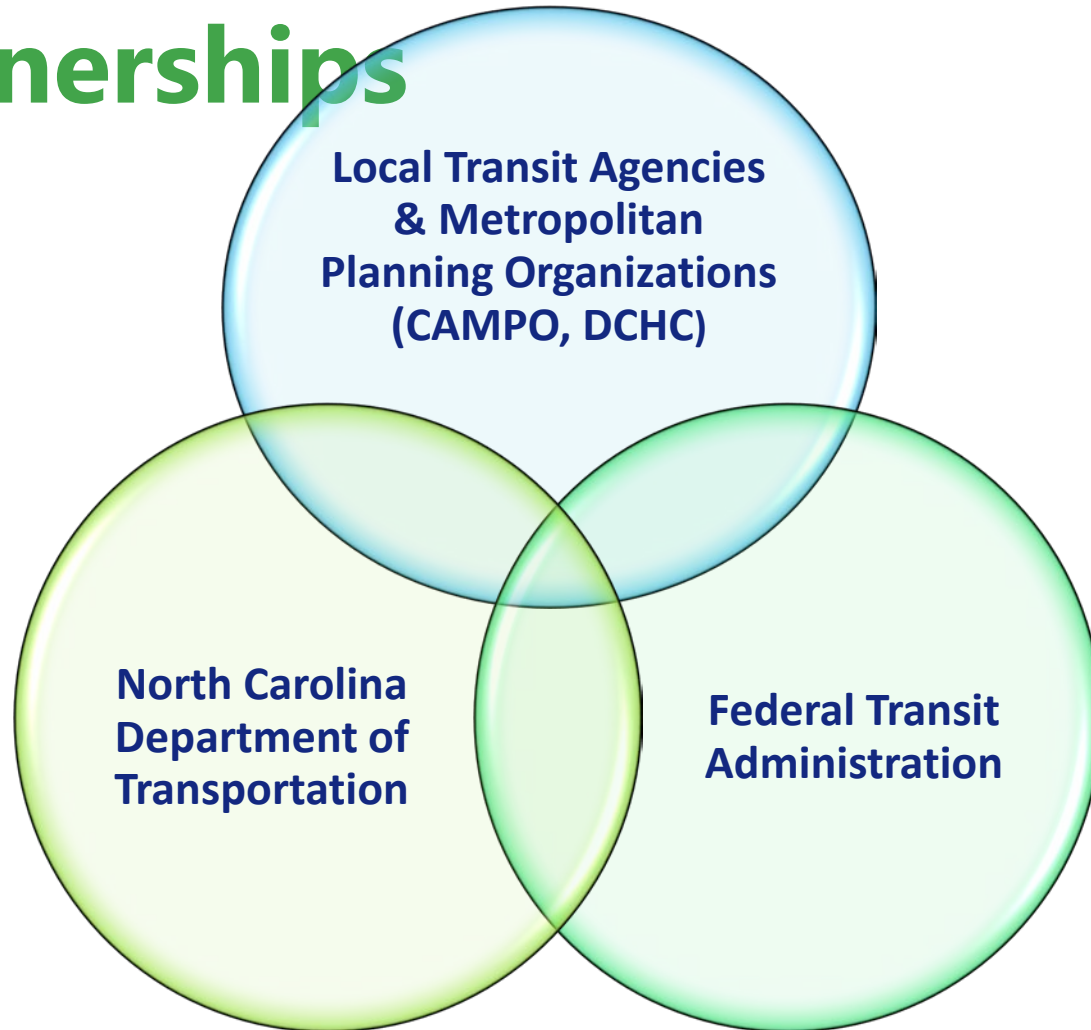 nerships
Local Transit Agencies
& Metropolitan
Planning Organizations
(CAMPO, DCHC)
North Carolina
Department of
Transportation
Federal Transit
Administration